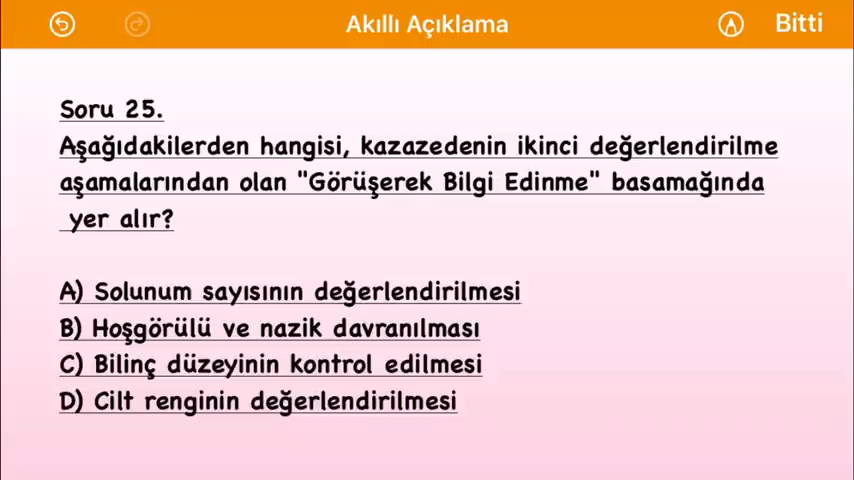 Akıllı Açıklama
Bitti
Soru 25.
Aşağıdakilerden hangisi, kazazedenin ikinci değerlendirilme
aşamalarından olan "Görüşerek Bilgi Edinme" basamağında
yer alır?
A) Solunum sayısının değerlendirilmesi
B) Hoşgörülü ve nazik davranılması
C) Bilinç düzeyinin kontrol edilmesi
D) Cilt renginin değerlendirilmesi